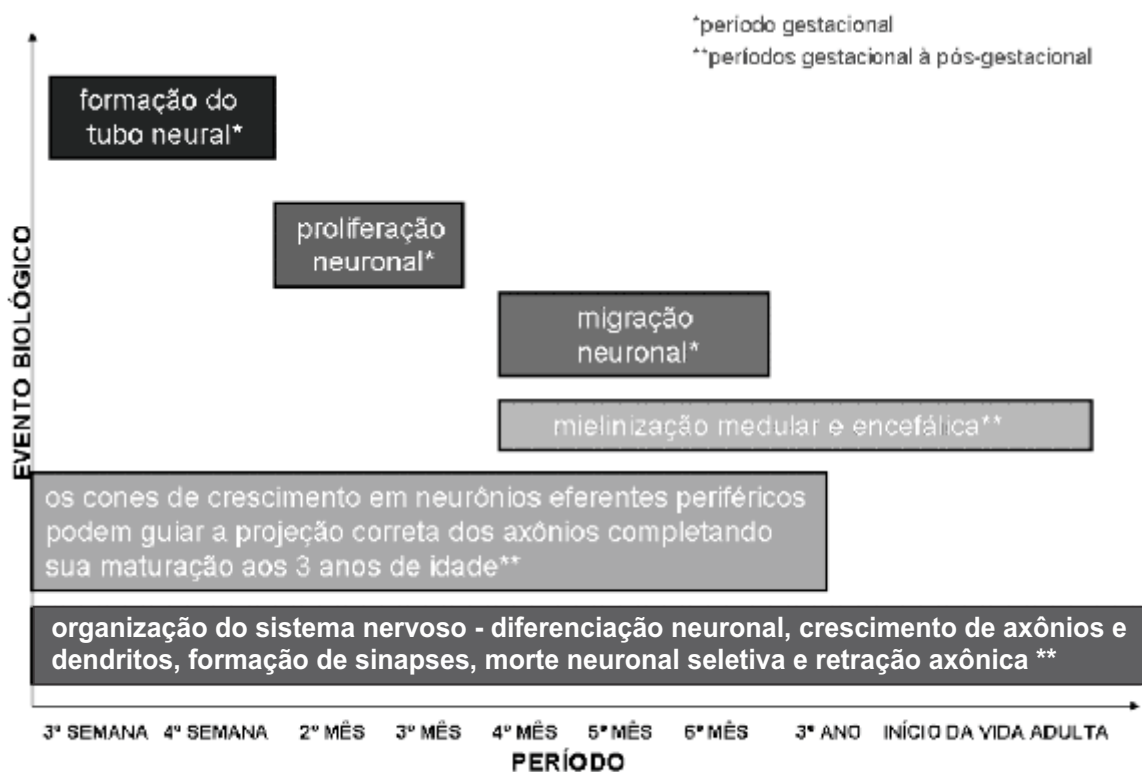 *período gestacional
**períodos gestacional à pós-gestacional
formação do
tubo neural*
proliferação
neuronal*
migração
neuronal*
mielinização medular e encefálica**
os cones de crescimento em neurônios eferentes periféricos
podem guiar a projeção correta dos axônios completando
sua maturação aos 3 anos de idade**
organização do sistema nervoso - diferenciação neuronal, crescimento de axônios e
dendritos, formação de sinapses, morte neuronal seletiva e retração axônica **
EVENTO BIOLÓGICO
3ª SEMANA 4ª SEMANA 2º MÊS 3º MÊS 4º MÊS 5º MÊS 6º MÊS 3º ANO INÍCIO DA VIDA ADULTA
PERÍODO